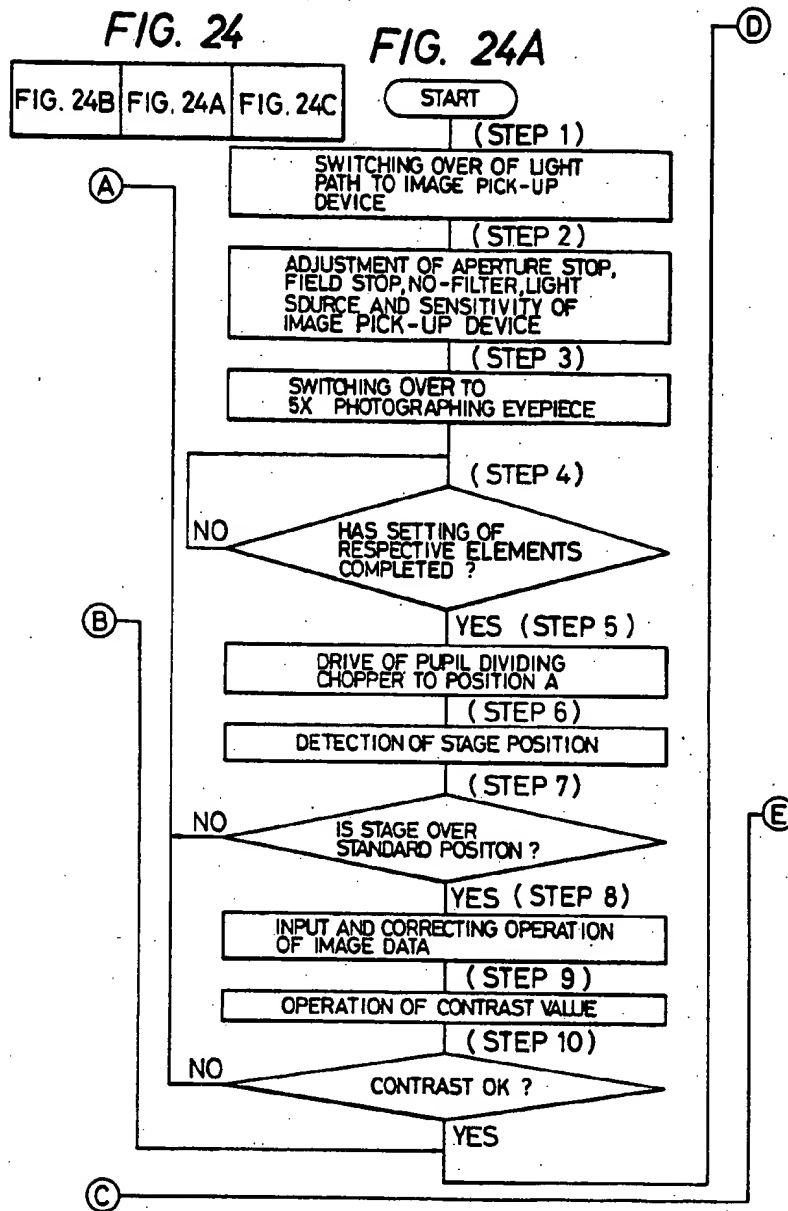 FIG. 24
FIG. 24B FIG. 24A FIG. 24C
FIG. 24A
D
START
(STEP 1)
SWITCHING OVER OF LIGHT
PATH TO IMAGE PICK-UP
DEVICE
A
(STEP 2)
ADJUSTMENT OF APERTURE STOP,
FIELD STOP, NO-FILTER, LIGHT
SOURCE AND SENSITIVITY OF
IMAGE PICK-UP DEVICE
(STEP 3)
SWITCHING OVER TO
5X PHOTOGRAPHING EYEPIECE
(STEP 4)
NO
HAS SETTING OF
RESPECTIVE ELEMENTS
COMPLETED ?
B
YES (STEP 5)
DRIVE OF PUPIL DIVIDING
CHOPPER TO POSITION A
(STEP 6)
DETECTION OF STAGE POSITION
(STEP 7)
E
NO
IS STAGE OVER
STANDARD POSITON ?
YES (STEP 8)
INPUT AND CORRECTING OPERATION
OF IMAGE DATA
(STEP 9)
OPERATION OF CONTRAST VALUE
(STEP 10)
NO
CONTRAST OK ?
YES
C